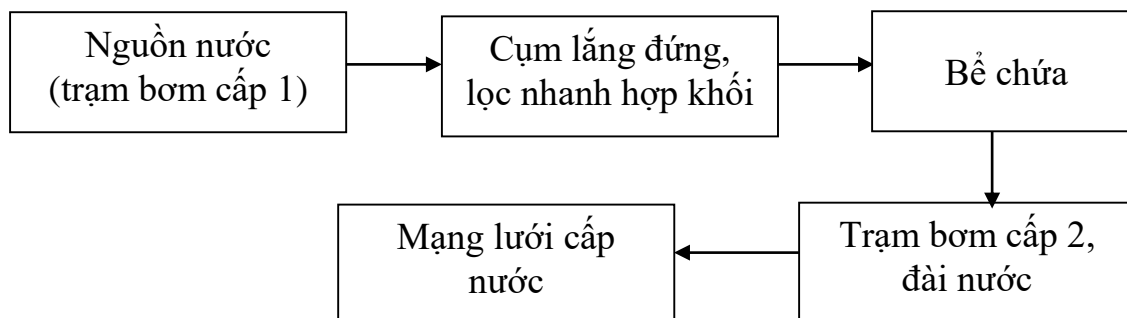 Nguồn nước
(trạm bơm cấp 1)
Cụm lắng đứng,
lọc nhanh hợp khối
Bể chứa
Mạng lưới cấp
nước
Trạm bơm cấp 2,
đài nước